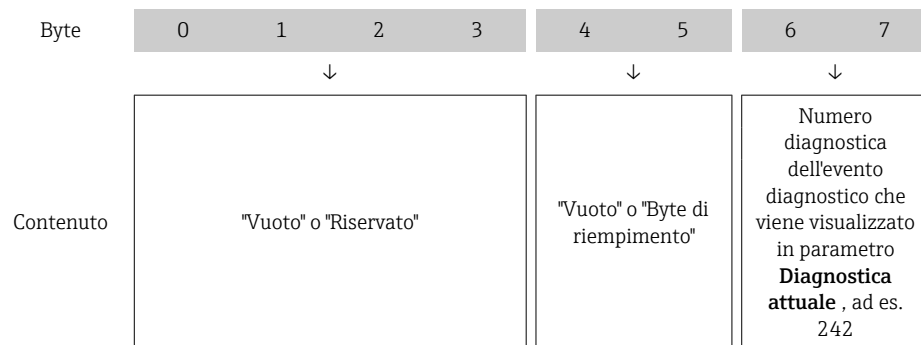 Byte 0 1 2 3 4 5 6 7
↓ ↓ ↓
Contenuto
"Vuoto" o "Riservato"
"Vuoto" o "Byte di
riempimento"
Numero
diagnostica
dell'evento
diagnostico che
viene visualizzato
in parametro
Diagnostica
attuale , ad es.
242